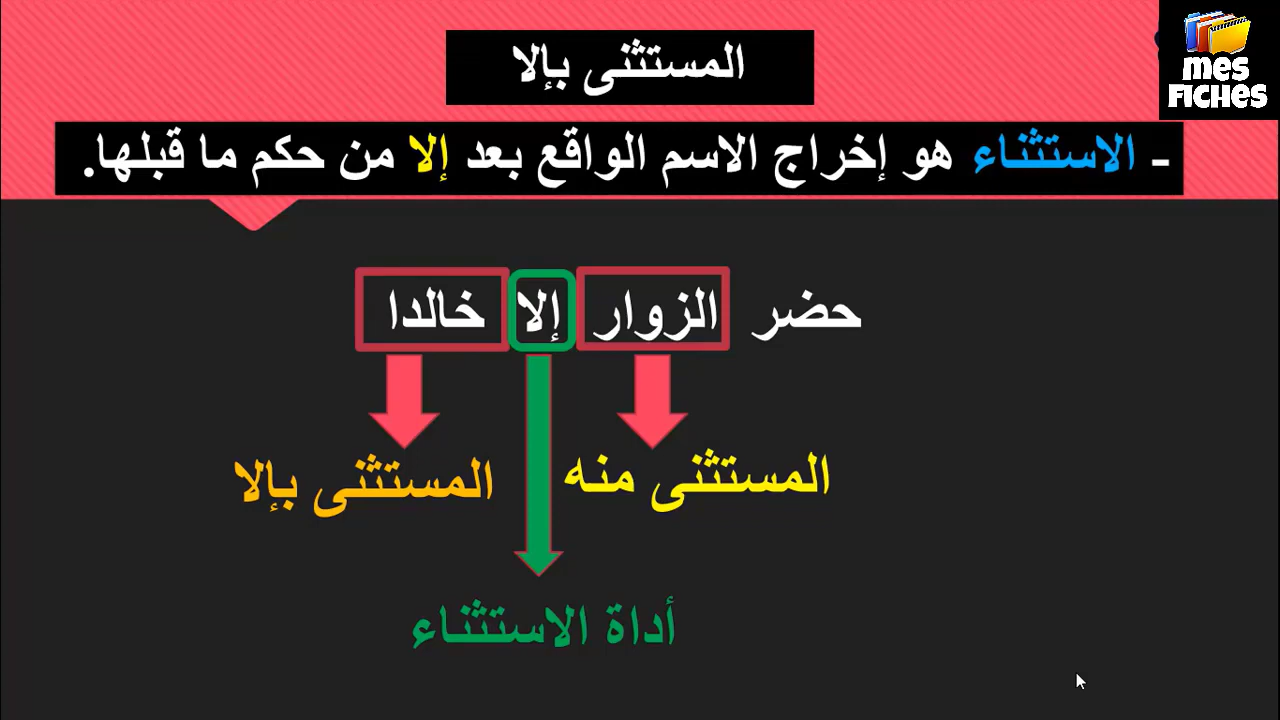 المستثنى بإلا
mes
FICHES
- الاستثناء هو إخراج الاسم الواقع بعد إلا من حكم ما قبلها.
حضر الزوار إلا خالدا
المستثنى منه
المستثنى بإلا
أداة الاستثناء